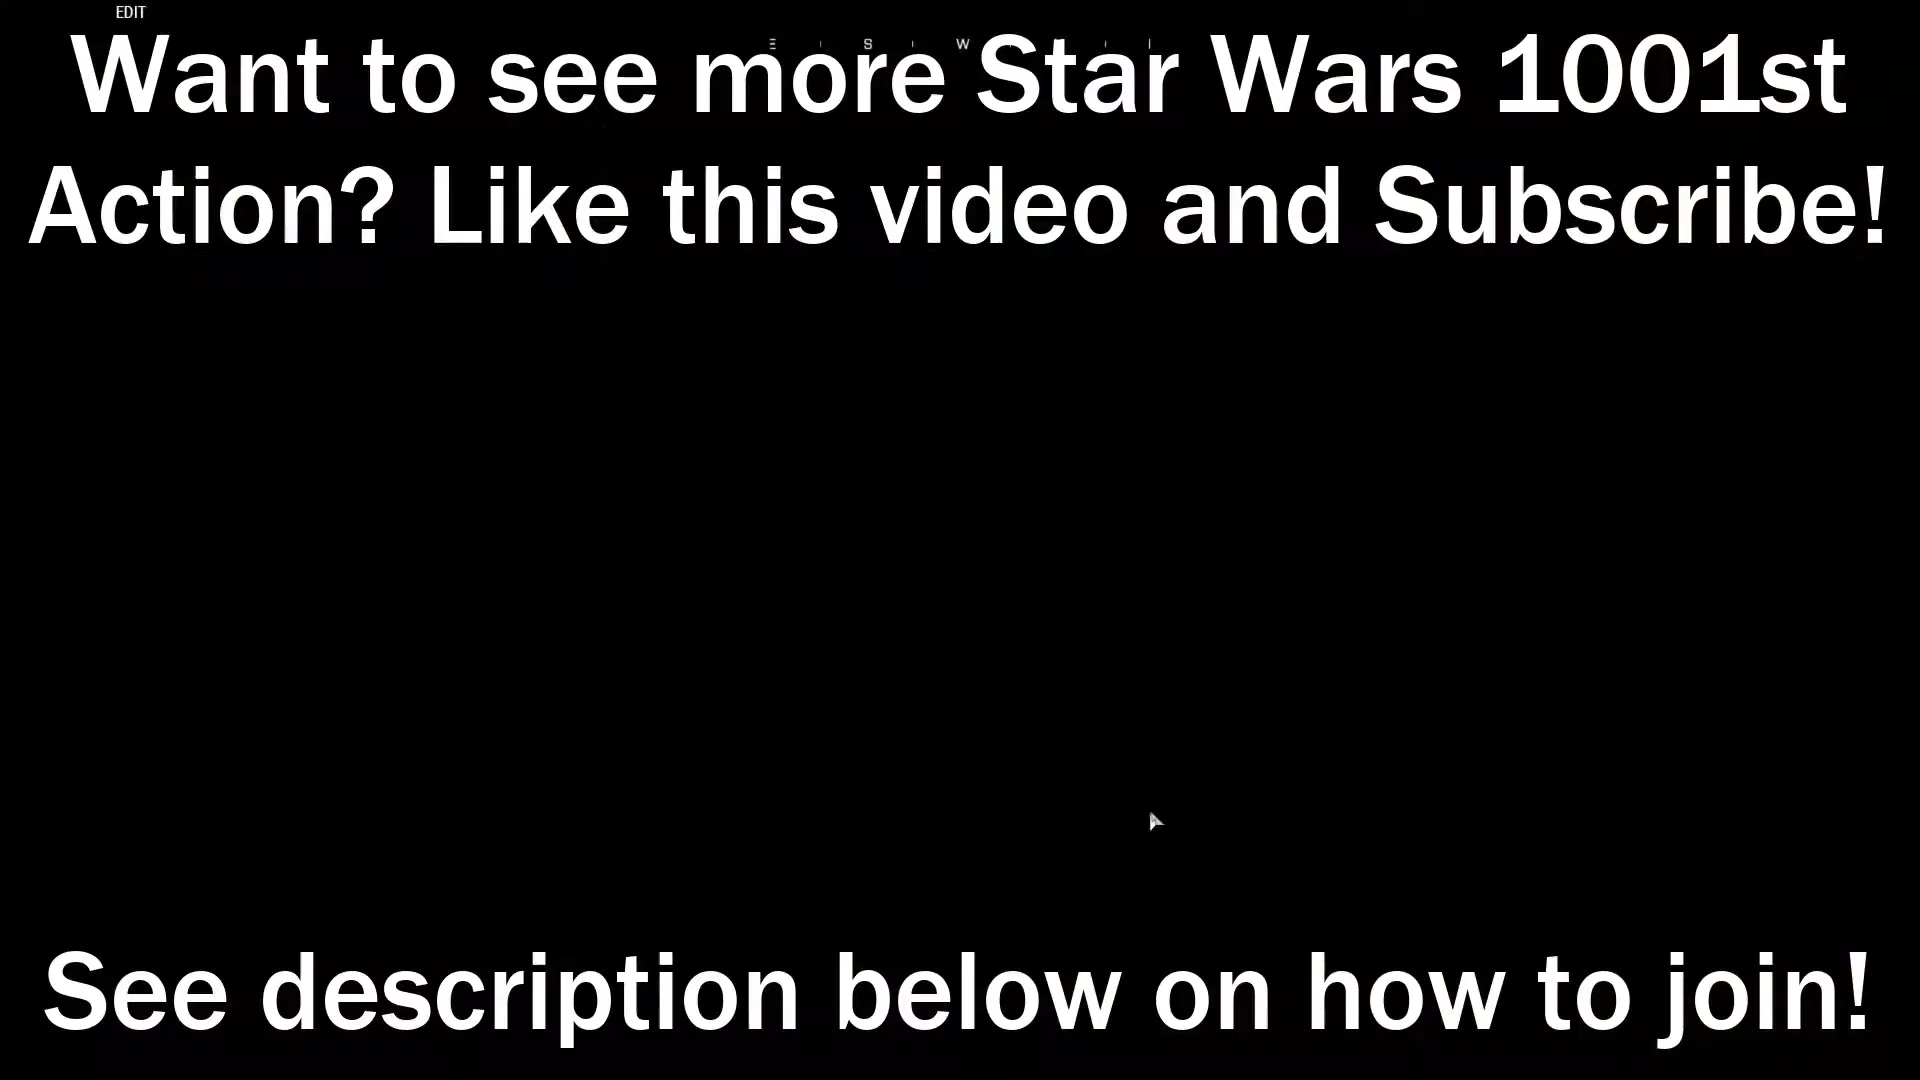 EDIT
Want to see more Star Wars 1001st
Action? Like this video and Subscribe!
See description below on how to join!